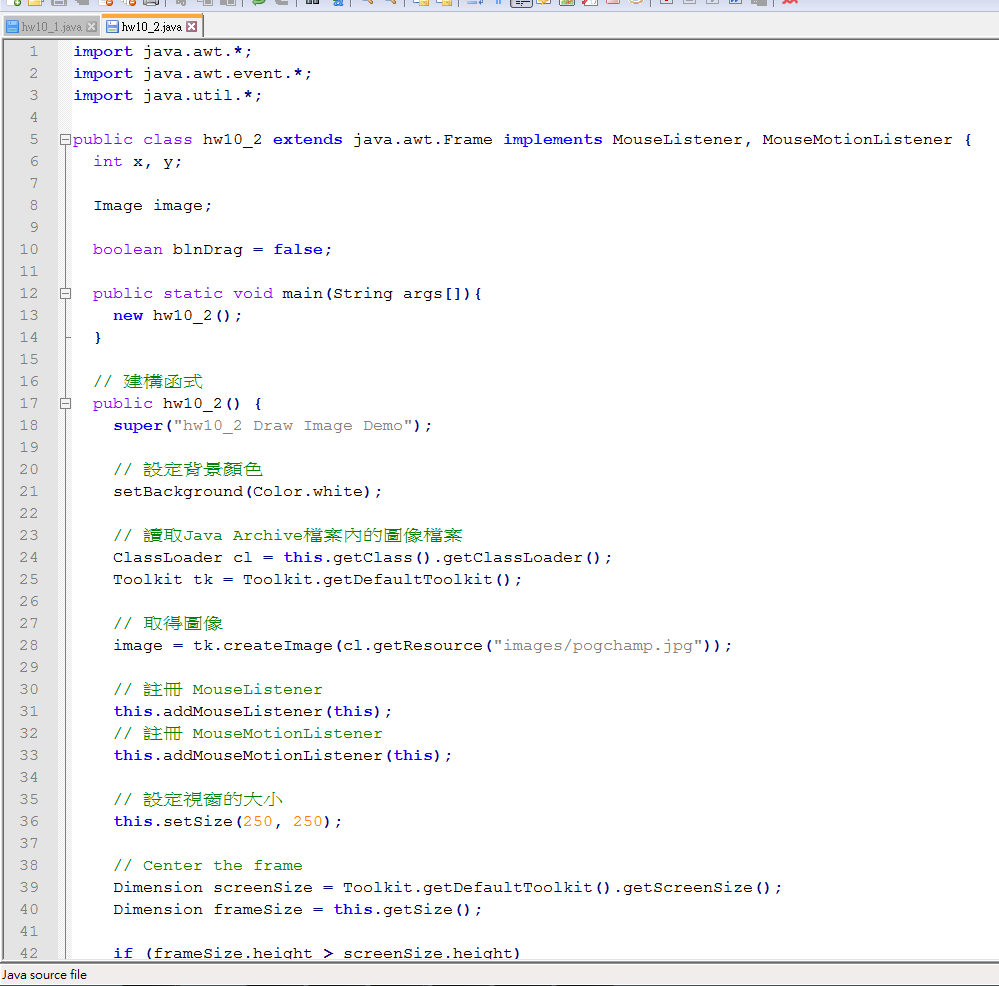 hw10_1.java hw10_2.java
1 import java.awt.*;
2 import java.awt.event.*;
3 import java.util.*;
4
5 public class hw10_2 extends java.awt.Frame implements MouseListener, MouseMotionListener {
6 int x, y;
7
8 Image image;
9
10 boolean blnDrag = false;
11
12 public static void main(String args[]){
13 new hw10_2();
14 }
15
16 // 建構函式
17 public hw10_2() {
18 super("hw10_2 Draw Image Demo");
19
20 // 設定背景顏色
21 setBackground(Color.white);
22
23 // 讀取Java Archive檔案內的圖像檔案
24 ClassLoader cl = this.getClass().getClassLoader();
25 Toolkit tk = Toolkit.getDefaultToolkit();
26
27 // 取得圖像
28 image = tk.createImage(cl.getResource("images/pogchamp.jpg"));
29
30 // 註冊 MouseListener
31 this.addMouseListener(this);
32 // 註冊 MouseMotionListener
33 this.addMouseMotionListener(this);
34
35 // 設定視窗的大小
36 this.setSize(250, 250);
37
38 // Center the frame
39 Dimension screenSize = Toolkit.getDefaultToolkit().getScreenSize();
40 Dimension frameSize = this.getSize();
41
42 if (frameSize.height > screenSize.height)
Java source file